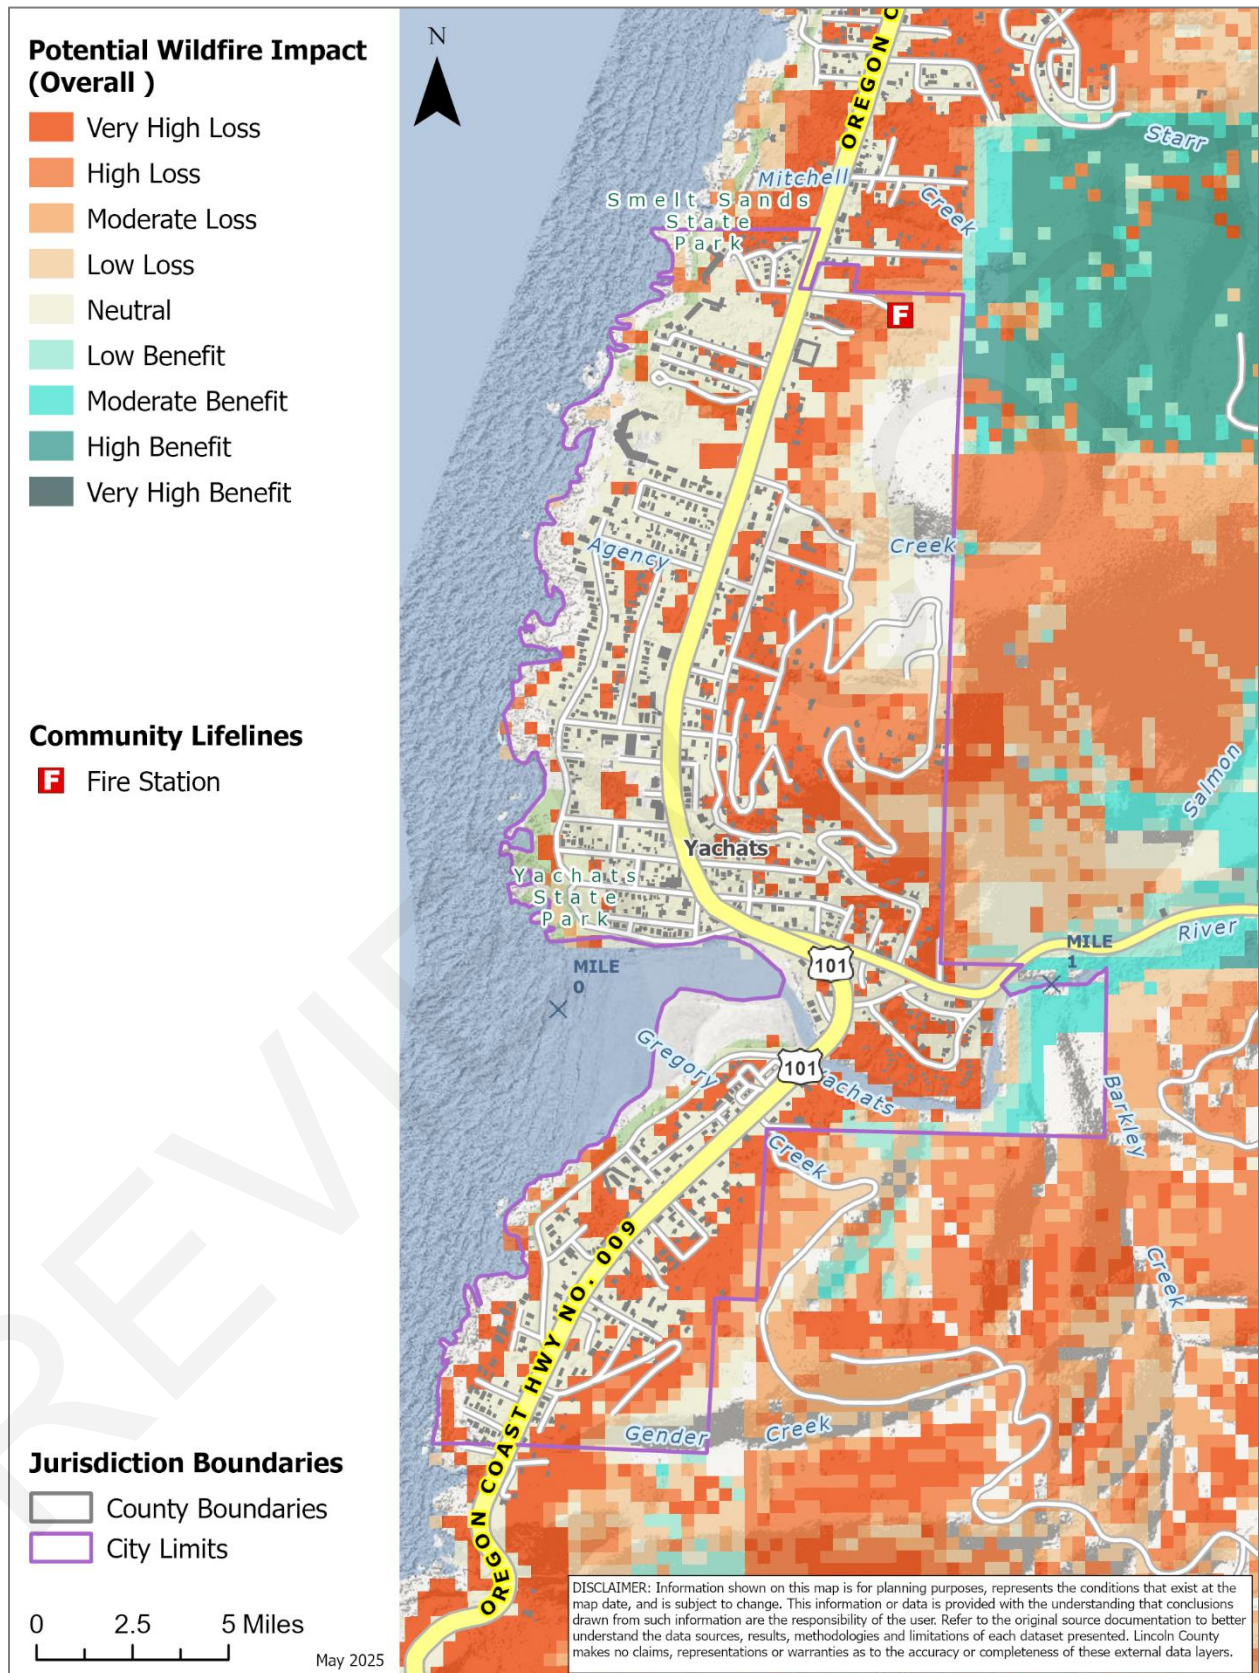 Potential Wildfire Impact
(Overall )
Very High Loss
High Loss
Moderate Loss
Low Loss
Neutral
Low Benefit
Moderate Benefit
High Benefit
Very High Benefit
Community Lifelines
F Fire Station
Jurisdiction Boundaries
County Boundaries
City Limits
0 2.5 5 Miles
May 2025
N
OREGON C
Starr
Mitchell
Creek
Smelt Sands
State
Park
F
Agency
Creek
Salmon
Yachats
Yachats
State
Park
River
MILE
1
MILE
0
101
Gregory
101
Yachats
Barkley
Creek
Creek
OREGON COAST HWY NO. 009
Gender
Creek
DISCLAIMER: Information shown on this map is for planning purposes, represents the conditions that exist at the
map date, and is subject to change. This information or data is provided with the understanding that conclusions
drawn from such information are the responsibility of the user. Refer to the original source documentation to better
understand the data sources, results, methodologies and limitations of each dataset presented. Lincoln County
makes no claims, representations or warranties as to the accuracy or completeness of these external data layers.